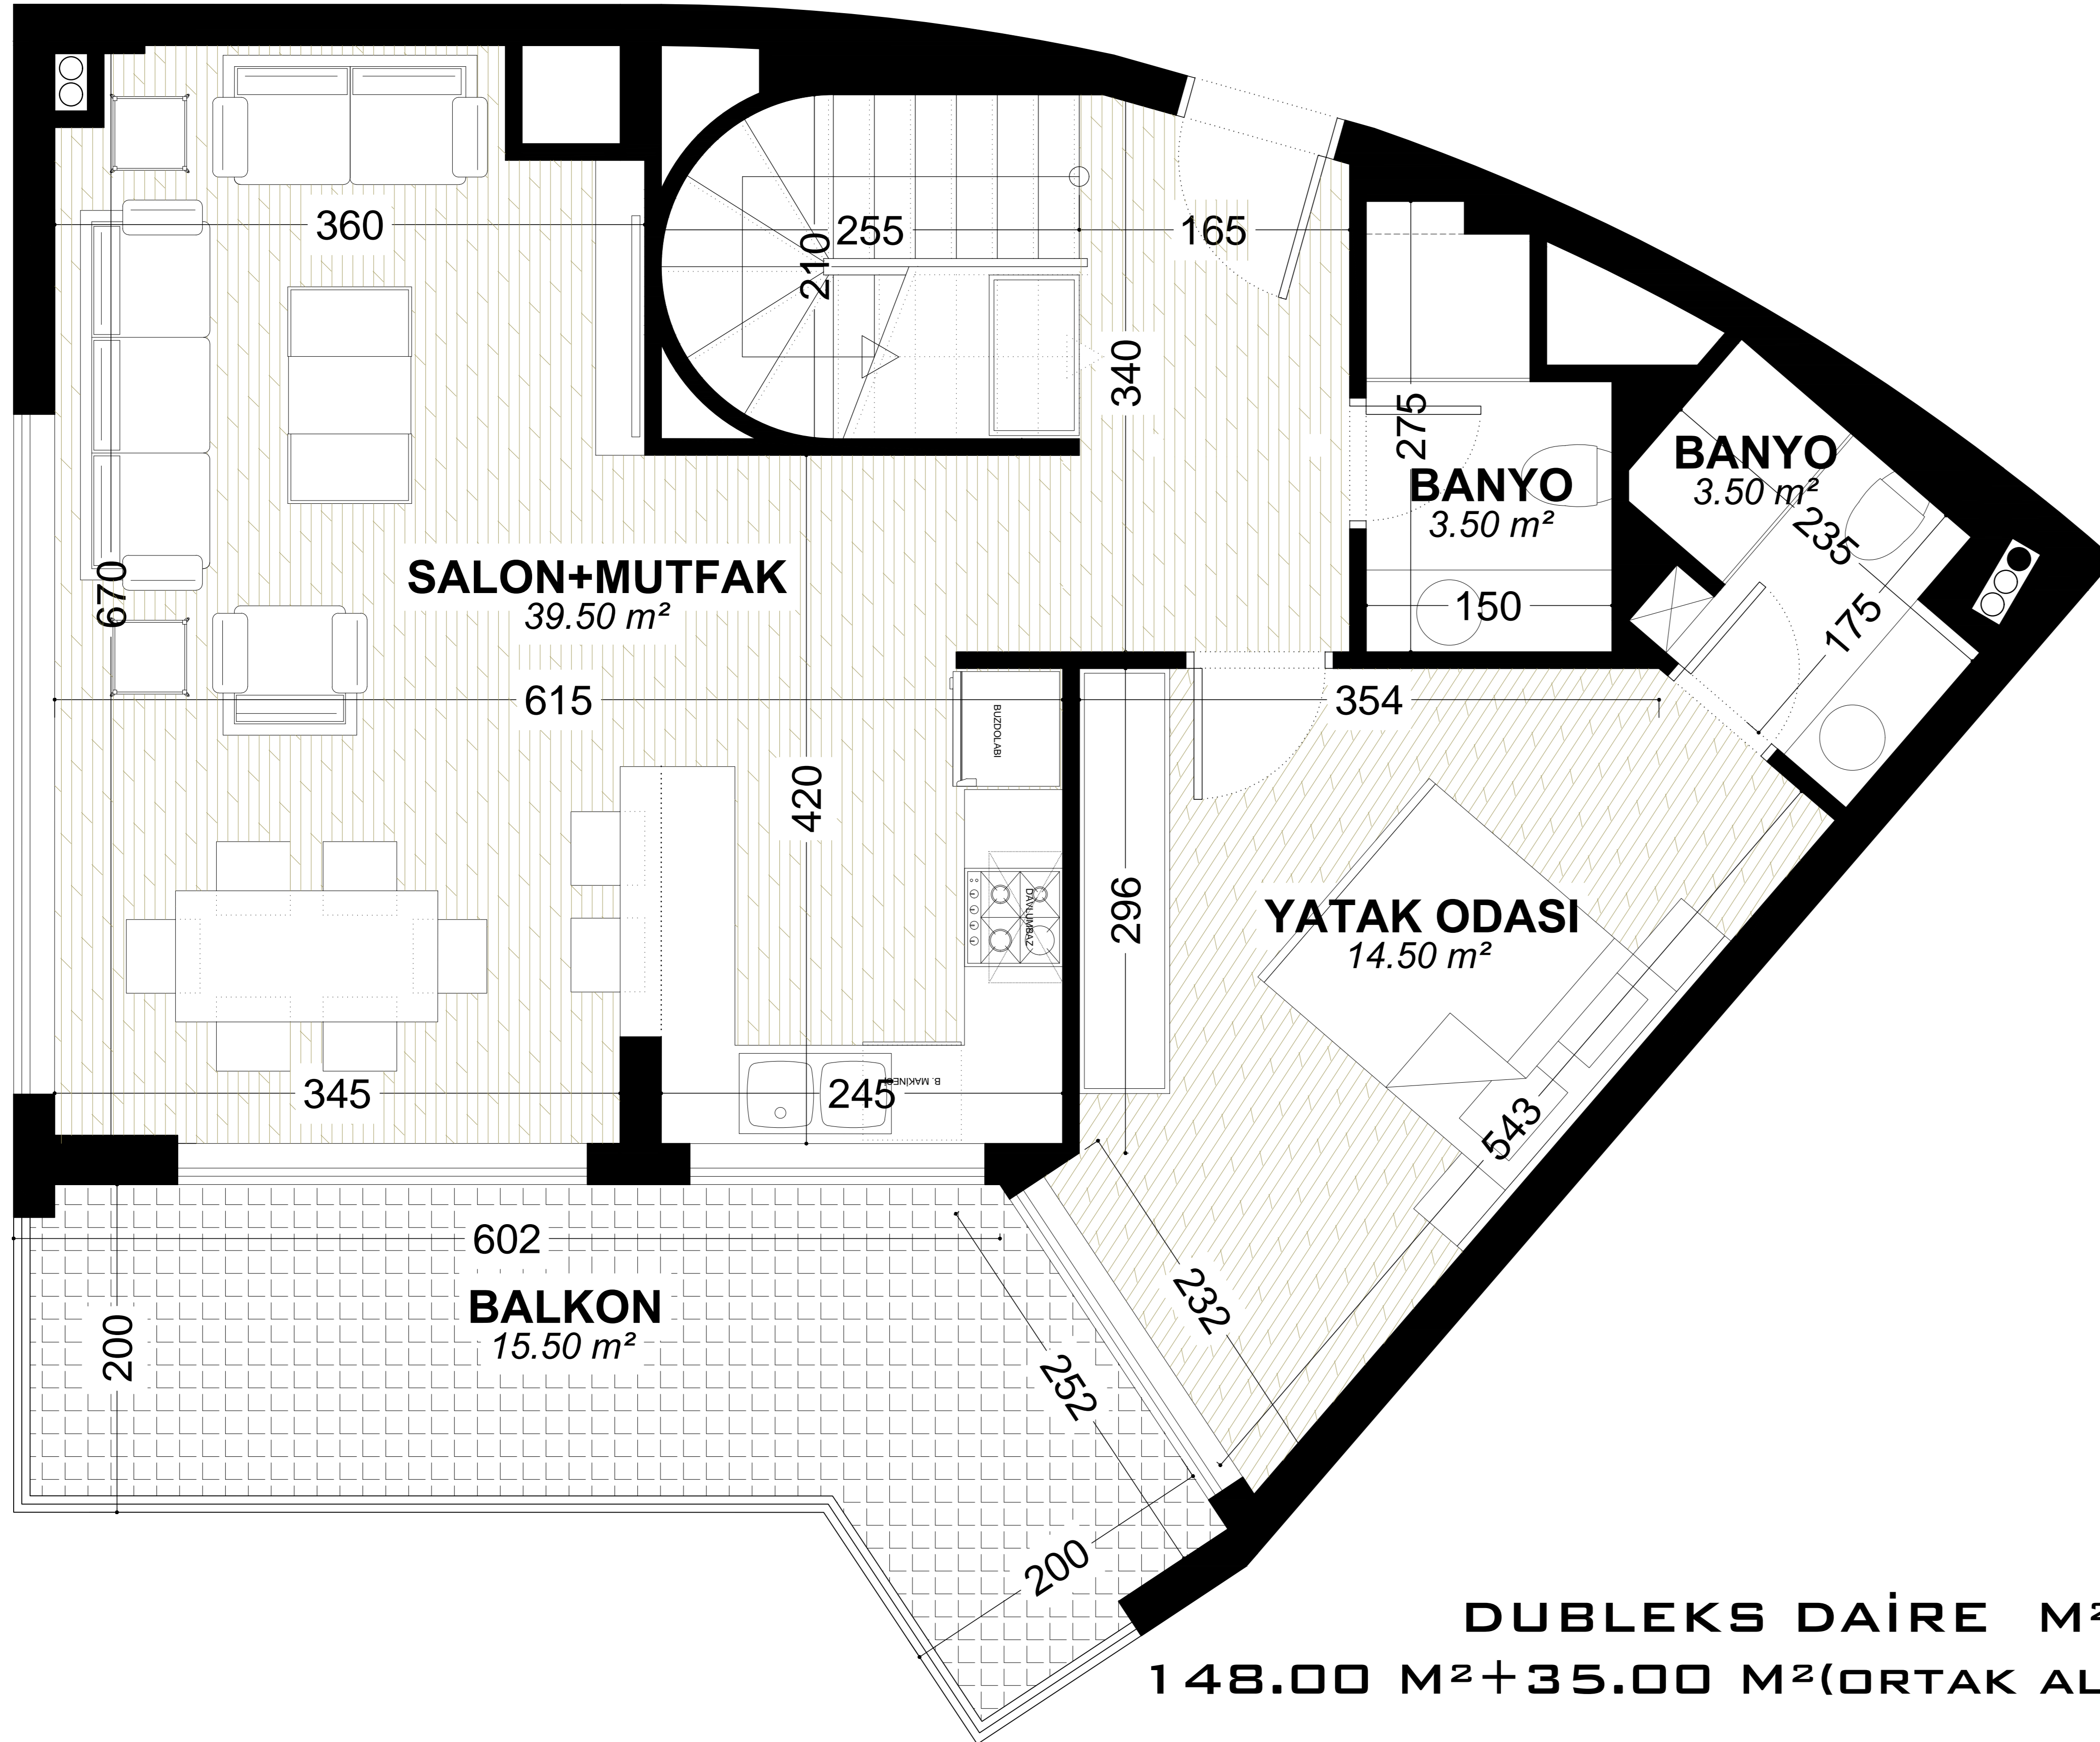 360
255
210
165
340
275
BANYO
3.50 m²
BANYO
3.50 m²
235
175
150
SALON+MUTFAK
39.50 m²
670
615
354
BUZDOLABI
420
296
DAVLUMBAZ
YATAK ODASI
14.50 m²
345
245
B. MAKİNE
543
602
BALKON
15.50 m²
200
232
252
200
DUBLEKS DAİRE M²
148.00 M²+35.00 M²(ORTAK AL